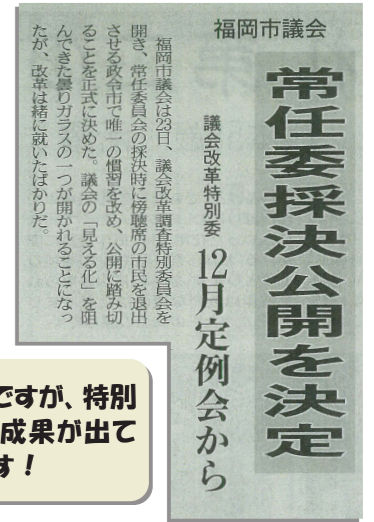 福岡市議会
常任委採決公開を決定
議会改革特別委
12月定例会から
福岡市議会は23日、議会改革調査特別委員会を
開き、常任委員会の採決時に傍聴席の市民を退出
させる政令市で唯一の慣習を改め、公開に踏み切
ることを正式に決めた。議会の「見える化」を阻
んできた曇りガラスの一つが開かれることになっ
たが、改革は緒に就いたばかりだ。
ですが、特別
成果が出て
す！